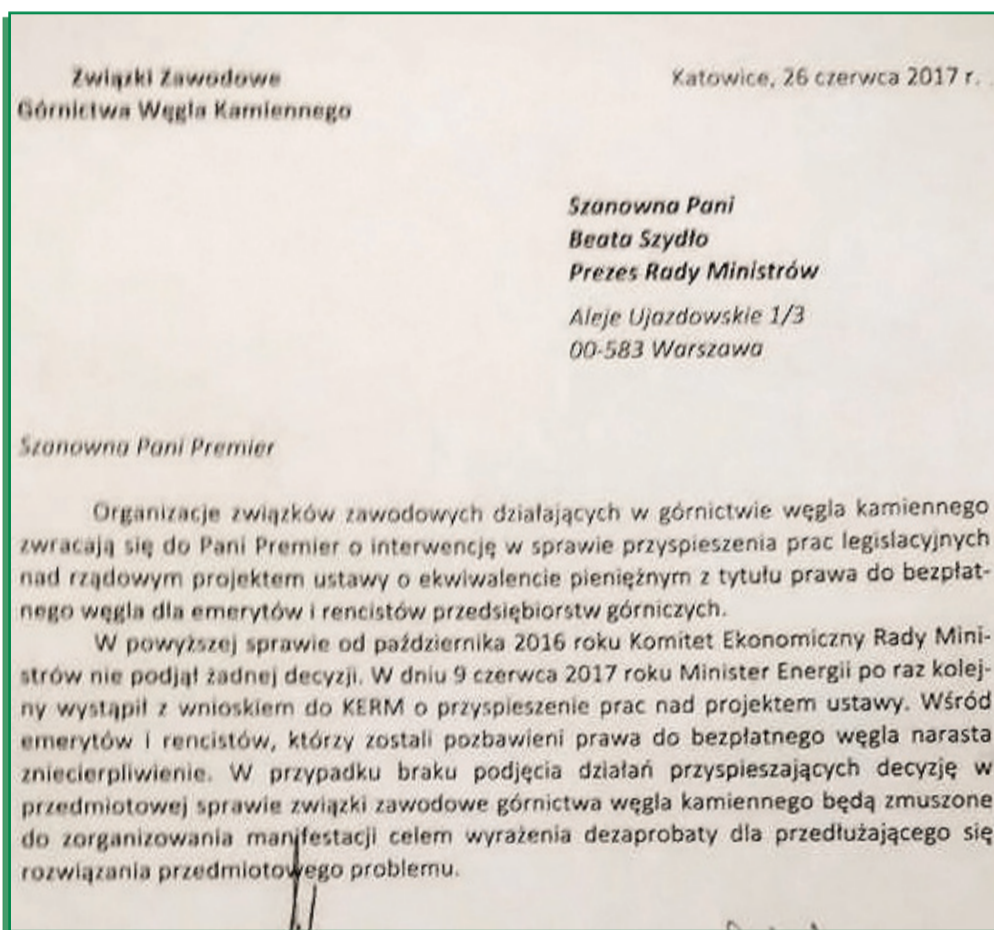 Związki Zawodowe
Górnictwa Węgla Kamiennego
Katowice, 26 czerwca 2017 r.
Szanowna Pani
Beata Szydło
Prezes Rady Ministrów
Aleje Ujazdowskie 1/3
00-583 Warszawa
Szanowna Pani Premier
Organizacje związków zawodowych działających w górnictwie węgla kamiennego
zwracają się do Pani Premier o interwencję w sprawie przyspieszenia prac legislacyjnych
nad rządowym projektem ustawy o ekwiwalencie pieniężnym z tytułu prawa do bezpłat-
nego węgla dla emerytów i rencistów przedsiębiorstw górniczych.
W powyższej sprawie od października 2016 roku Komitet Ekonomiczny Rady Mini-
strów nie podjął żadnej decyzji. W dniu 9 czerwca 2017 roku Minister Energii po raz kolej-
ny wystąpił z wnioskiem do KERM o przyspieszenie prac nad projektem ustawy. Wśród
emerytów i rencistów, którzy zostali pozbawieni prawa do bezpłatnego węgla narasta
zniecierpliwienie. W przypadku braku podjęcia działań przyspieszających decyzję w
przedmiotowej sprawie związki zawodowe górnictwa węgla kamiennego będą zmuszone
do zorganizowania manifestacji celem wyrażenia dezaprobaty dla przedłużającego się
rozwiązania przedmiotowego problemu.